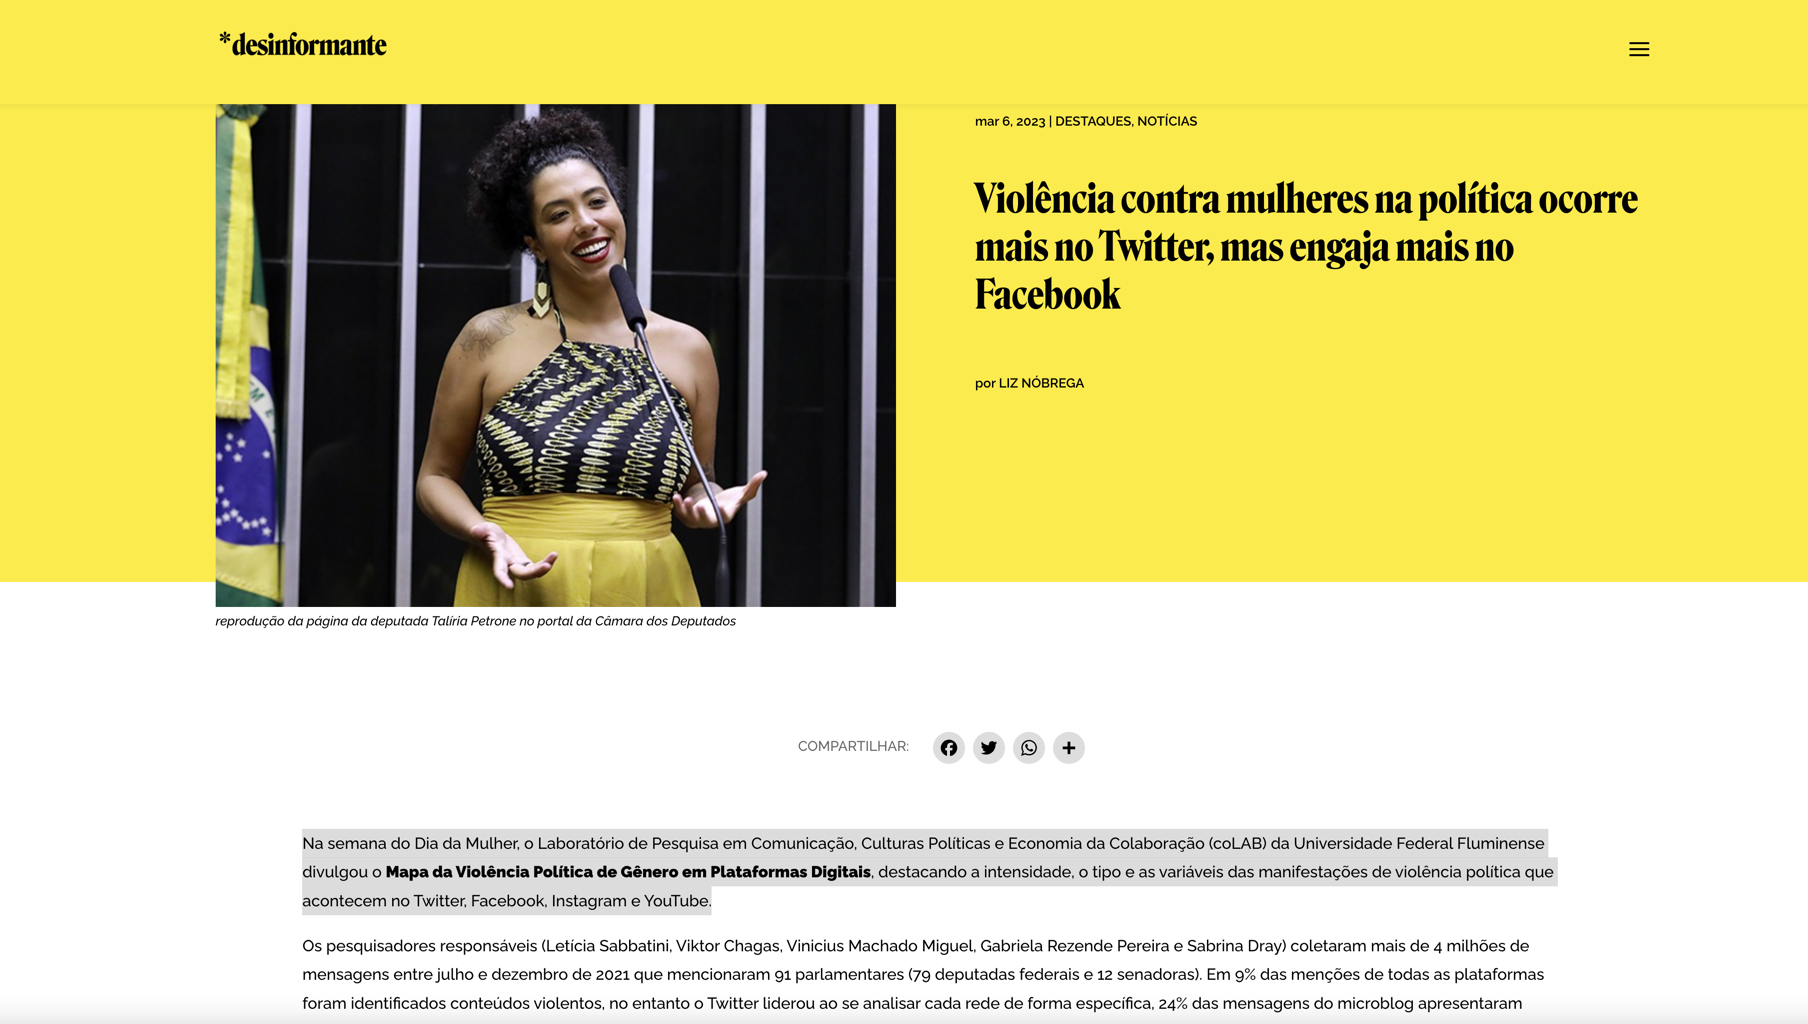 *desinformante
mar 6, 2023 | DESTAQUES, NOTÍCIAS
Violência contra mulheres na política ocorre
mais no Twitter, mas engaja mais no
Facebook
por LIZ NÓBREGA
reprodução da página da deputada Talíria Petrone no portal da Câmara dos Deputados
COMPARTILHAR:
Na semana do Dia da Mulher, o Laboratório de Pesquisa em Comunicação, Culturas Políticas e Economia da Colaboração (coLAB) da Universidade Federal Fluminense
divulgou o Mapa da Violência Política de Gênero em Plataformas Digitais, destacando a intensidade, o tipo e as variáveis das manifestações de violência política que
acontecem no Twitter, Facebook, Instagram e YouTube.
Os pesquisadores responsáveis (Letícia Sabbatini, Viktor Chagas, Vinicius Machado Miguel, Gabriela Rezende Pereira e Sabrina Dray) coletaram mais de 4 milhões de
mensagens entre julho e dezembro de 2021 que mencionaram 91 parlamentares (79 deputadas federais e 12 senadoras). Em 9% das menções de todas as plataformas
foram identificados conteúdos violentos, no entanto o Twitter liderou ao se analisar cada rede de forma específica, 24% das mensagens do microblog apresentaram